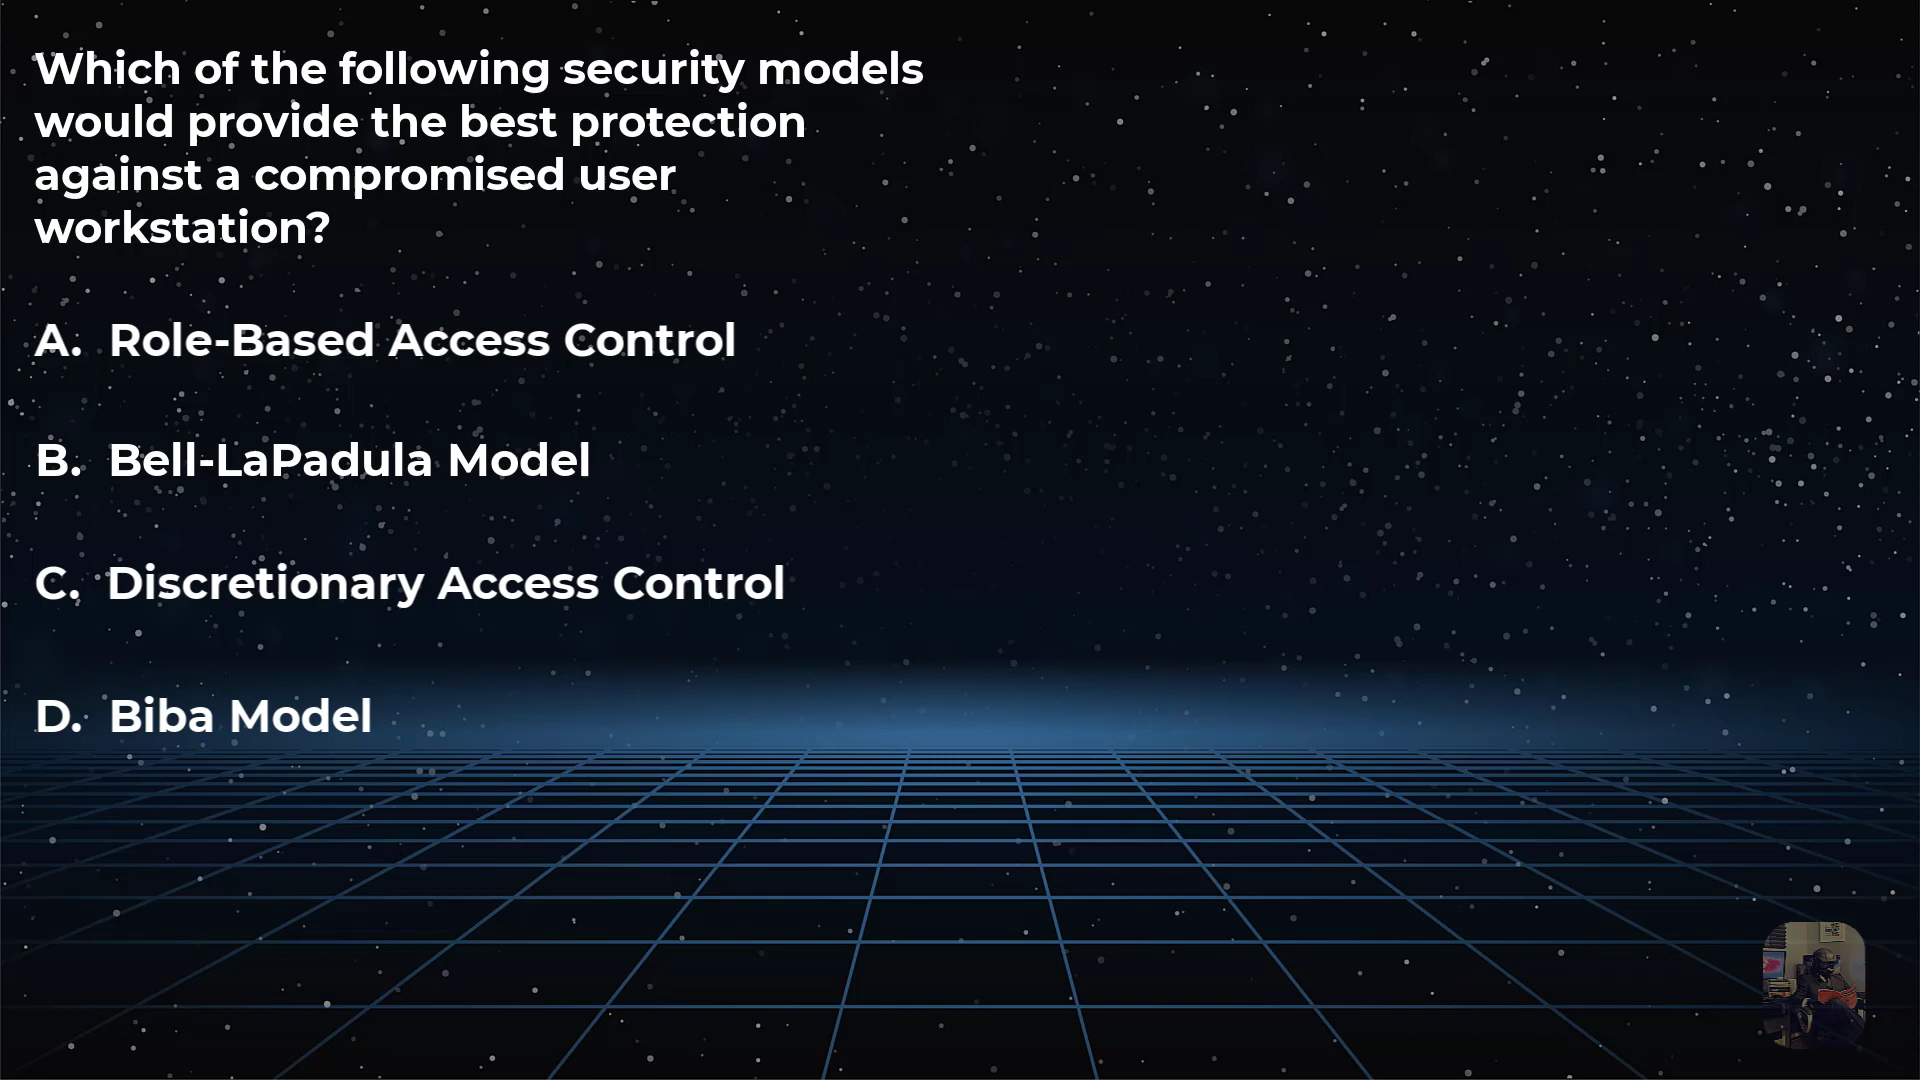 Which of the following security models
would provide the best protection
against a compromised user
workstation?
A. Role-Based Access Control
B. Bell-LaPadula Model
C. Discretionary Access Control
D. Biba Model